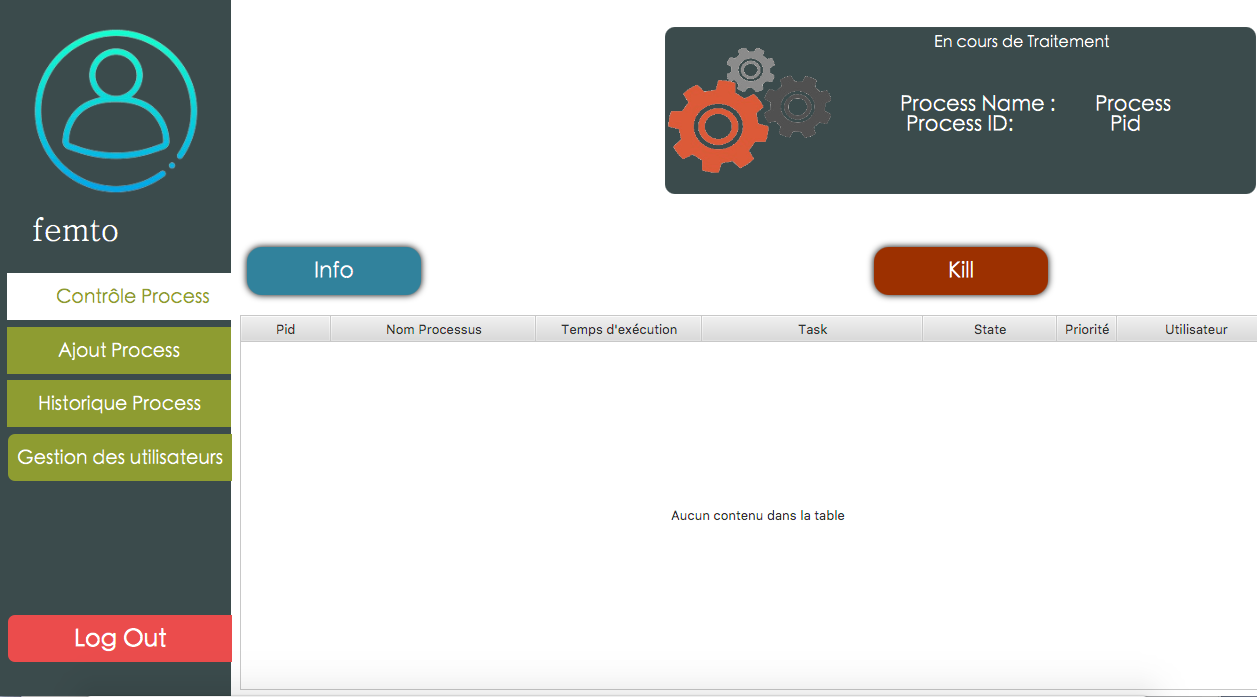 En cours de Traitement
Process Name : Process
Process ID: Pid
femto
Info Kill
Contrôle Process
Ajout Process
Historique Process
Gestion des utilisateurs
Log Out
Pid Nom Processus Temps d'exécution Task State Priorité Utilisateur
Aucun contenu dans la table